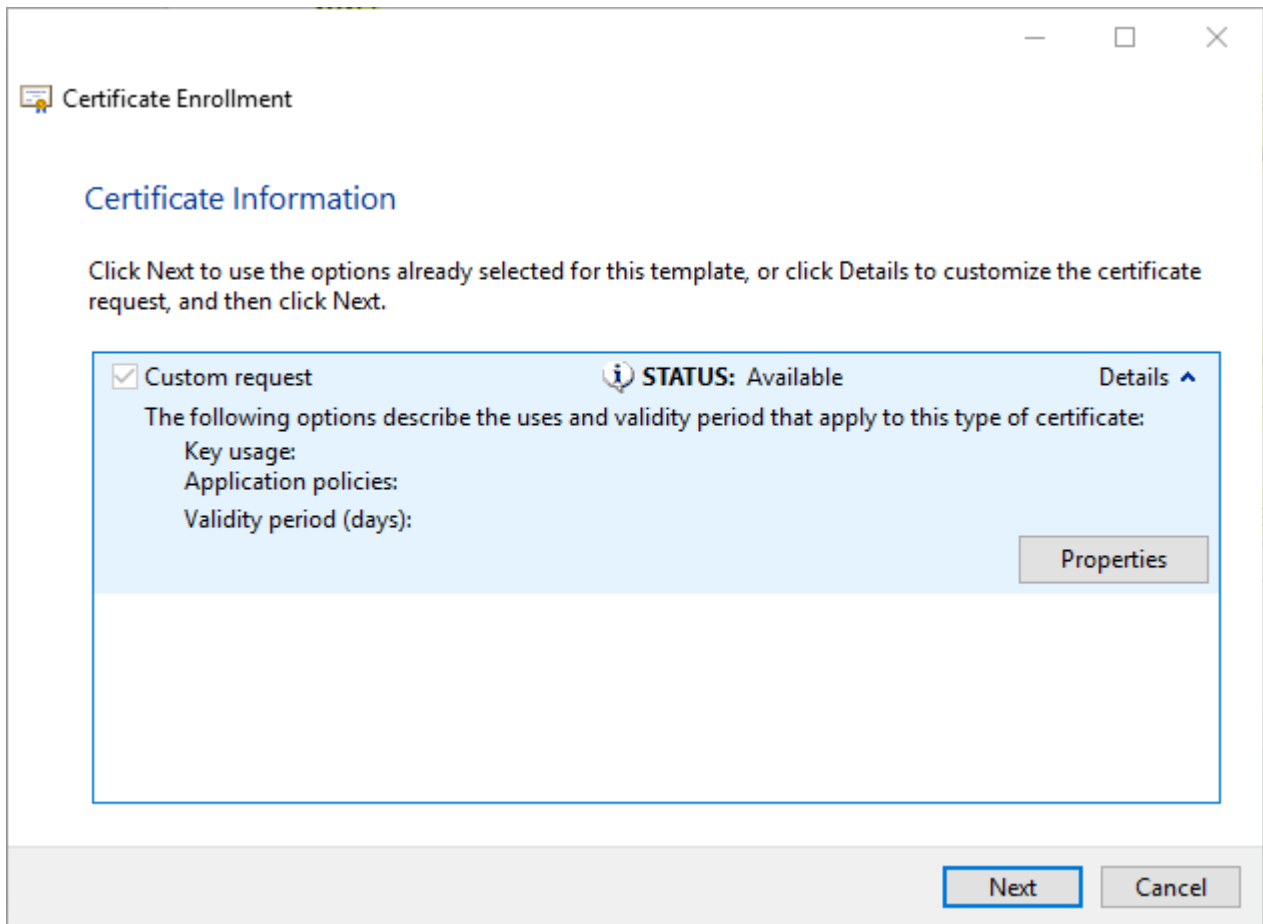 Certificate Enrollment
Certificate Information
Click Next to use the options already selected for this template, or click Details to customize the certificate
request, and then click Next.
Custom request STATUS: Available Details
The following options describe the uses and validity period that apply to this type of certificate:
Key usage:
Application policies:
Validity period (days):
Properties
Next Cancel